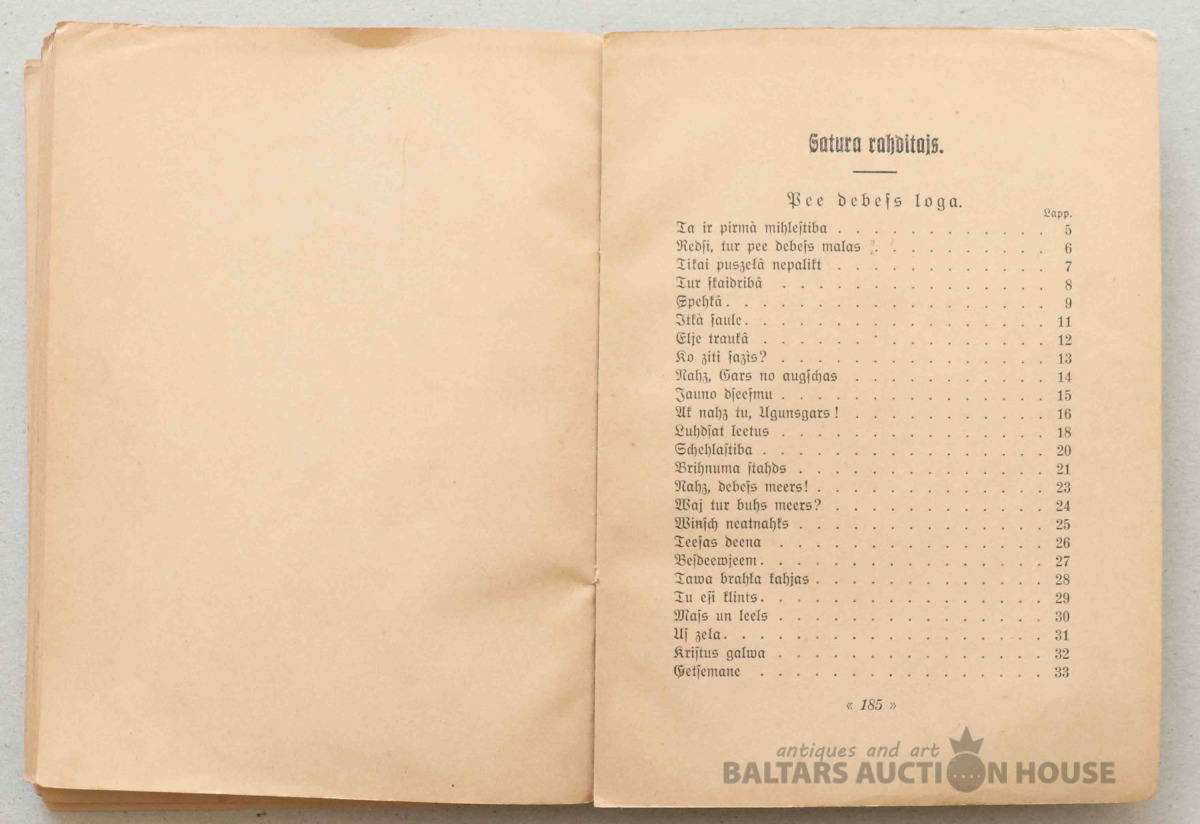 Satura rahditajs.
Pee debeſs loga.
Lapp.
Ta ir pirmà mihleſtiba . . . . . . . . . . . . 5
Redſi, tur pee debeſs malas . . . . . . . . . . 6
Tikai puszelâ nepalikt . . . . . . . . . . . . 7
Tur ſkaidribâ . . . . . . . . . . . . . . . 8
Spehkâ . . . . . . . . . . . . . . . . . . 9
Itkà ſaule . . . . . . . . . . . . . . . . . 11
Elje traukâ . . . . . . . . . . . . . . . . 12
Ko ziti ſazìs? . . . . . . . . . . . . . . . 13
Nahz, Gars no augſchas . . . . . . . . . . . 14
Jauno dſeeſmu . . . . . . . . . . . . . . . 15
Ak nahz tu, Ugunsgars! . . . . . . . . . . . 16
Luhdſat leetus . . . . . . . . . . . . . . . 18
Schehlaſtiba . . . . . . . . . . . . . . . . 20
Brihnuma ſtahds . . . . . . . . . . . . . . 21
Nahz, debeſs meers! . . . . . . . . . . . . . 23
Waj tur buhs meers? . . . . . . . . . . . . 24
Winſch neatnahks . . . . . . . . . . . . . . 25
Teeſas deena . . . . . . . . . . . . . . . 26
Beſdeewjeem . . . . . . . . . . . . . . . . 27
Tawa brahka kahjas . . . . . . . . . . . . . 28
Tu eſi klints . . . . . . . . . . . . . . . . 29
Maſs un leels . . . . . . . . . . . . . . . 30
Uſ zela . . . . . . . . . . . . . . . . . . 31
Kriſtus galwa . . . . . . . . . . . . . . . 32
Getſemane . . . . . . . . . . . . . . . . 33
« 185 »
antiques and art
BALTARS AUCTION HOUSE